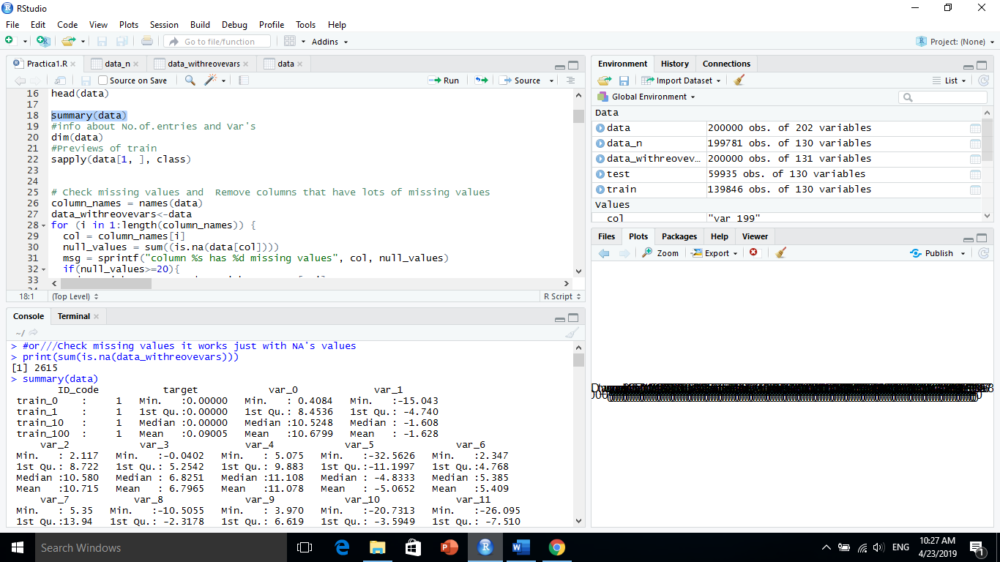 RStudio
File Edit Code View Plots Session Build Debug Profile Tools Help
Go to file/function Addins Project: (None)
Practica1.R data_n data_withreovevars data
Source on Save Run Source
16 head(data)
17
18 summary(data)
19 #info about No.of.entries and Var's
20 dim(data)
21 #Previews of train
22 sapply(data[1, ], class)
23
24
25 # Check missing values and  Remove columns that have lots of missing values
26 column_names = names(data)
27 data_withreovevars<-data
28 for (i in 1:length(column_names)) {
29 col = column_names[i]
30 null_values = sum((is.na(data[col])))
31 msg = sprintf("column %s has %d missing values", col, null_values)
32 if(null_values>=20){
33
18:1 (Top Level) R Script
Console Terminal
~/
> #or///Check missing values it works just with NA's values
> print(sum(is.na(data_withreovevars)))
[1] 2615
> summary(data)
ID_code target var_0 var_1
train_0 : 1 Min. :0.00000 Min. : 0.4084 Min. :-15.043
train_1 : 1 1st Qu.:0.00000 1st Qu.: 8.4536 1st Qu.: -4.740
train_10 : 1 Median :0.00000 Median :10.5248 Median : -1.608
train_100 : 1 Mean :0.09005 Mean :10.6799 Mean : -1.628
var_2 var_3 var_4 var_5 var_6
Min. : 2.117 Min. :-0.0402 Min. : 5.075 Min. :-32.5626 Min. :2.347
1st Qu.: 8.722 1st Qu.: 5.2542 1st Qu.: 9.883 1st Qu.:-11.1997 1st Qu.:4.768
Median :10.580 Median : 6.8251 Median :11.108 Median : -4.8333 Median :5.385
Mean :10.715 Mean : 6.7965 Mean :11.078 Mean : -5.0652 Mean :5.409
var_7 var_8 var_9 var_10 var_11
Min. : 5.35 Min. :-10.5055 Min. : 3.970 Min. :-20.7313 Min. :-26.095
1st Qu.:13.94 1st Qu.: -2.3178 1st Qu.: 6.619 1st Qu.: -3.5949 1st Qu.: -7.510
Environment History Connections
Import Dataset List
Global Environment
Data
data 200000 obs. of 202 variables
data_n 199781 obs. of 130 variables
data_withreovev… 200000 obs. of 131 variables
test 59935 obs. of 130 variables
train 139846 obs. of 130 variables
Values
col "var_199"
Files Plots Packages Help Viewer
Zoom Export Publish
Search Windows
ENG 10:27 AM
4/23/2019
1